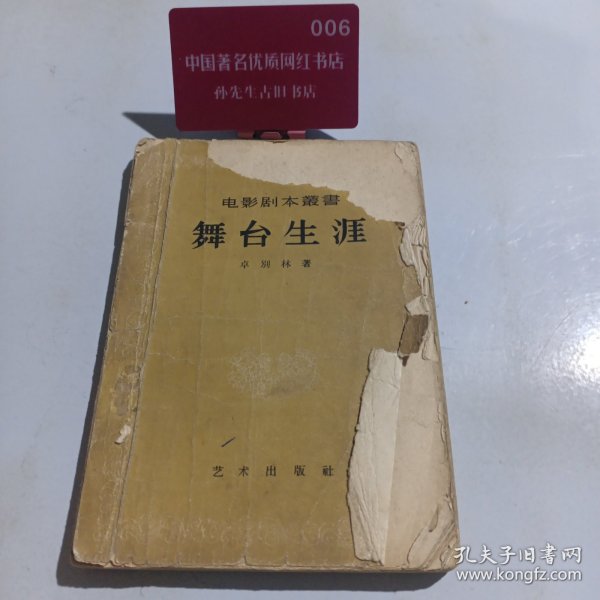 006
中国著名优质网红书店
孙先生古旧书店
电影剧本叢書
舞台生涯
卓别林著
艺术出版社
孔夫子旧書网
www.kongfz.com